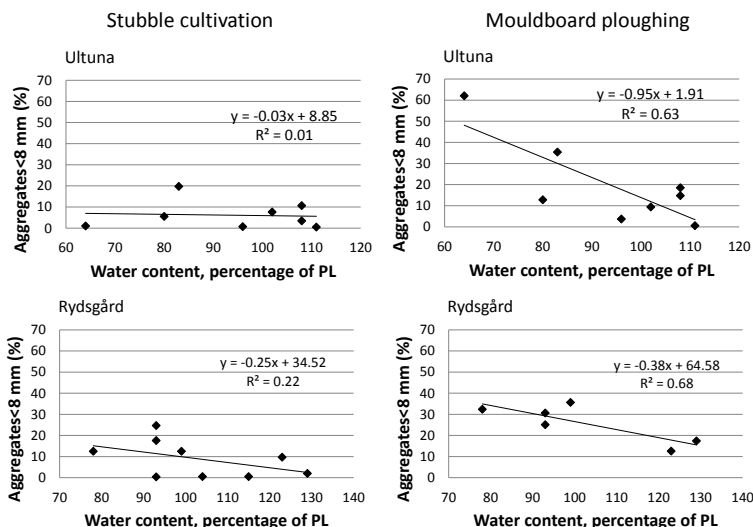 Stubble cultivation
Mouldboard ploughing
Ultuna
Aggregates<8 mm (%)
70
60
50
40
30
20
10
0
y = -0.03x + 8.85
R² = 0.01
60 70 80 90 100 110 120
Water content, percentage of PL
Ultuna
Aggregates<8 mm (%)
70
60
50
40
30
20
10
0
y = -0.95x + 1.91
R² = 0.63
60 70 80 90 100 110 120
Water content, percentage of PL
Rydsgård
Aggregates<8 mm (%)
70
60
50
40
30
20
10
0
y = -0.25x + 34.52
R² = 0.22
70 80 90 100 110 120 130 140
Water content, percentage of PL
Rydsgård
Aggregates<8 mm (%)
70
60
50
40
30
20
10
0
y = -0.38x + 64.58
R² = 0.68
70 80 90 100 110 120 130 140
Water content, percentage of PL